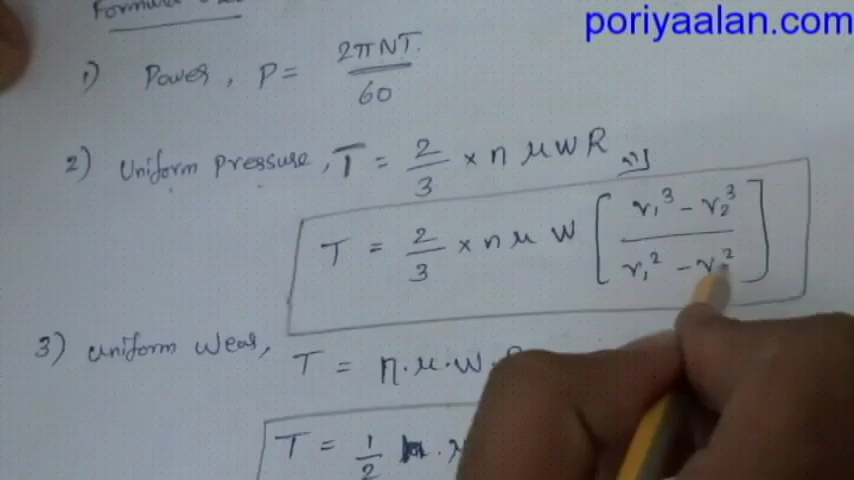 poriyaalan.com
Formula
1) Power, P = 2πNT / 60
2) Uniform Pressure, T = 2/3 × n μ W R
T = 2/3 × n μ W [ r₁³ - r₂³ / r₁² - r₂² ]
3) Uniform Wear, T = n. μ. W.
T = 1/2 n. μ